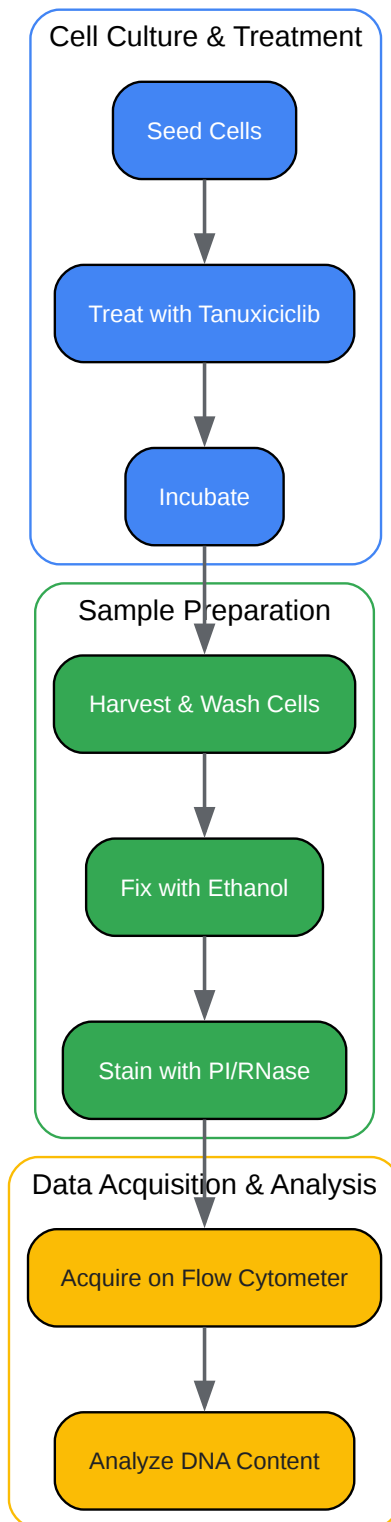 Cell Culture & Treatment
Seed Cells
Treat with Tanuxiciclib
Incubate
Sample Preparation
Harvest & Wash Cells
Fix with Ethanol
Stain with PI/RNase
Data Acquisition & Analysis
Acquire on Flow Cytometer
Analyze DNA Content